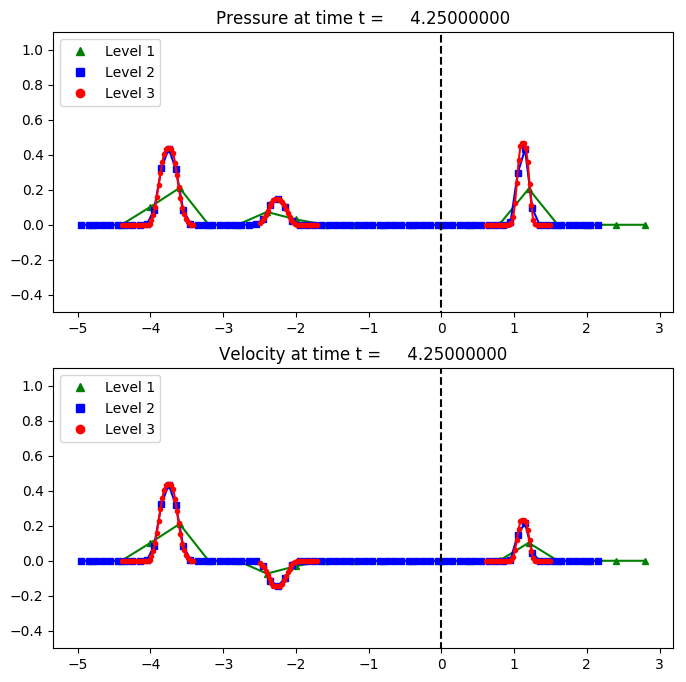 Pressure at time t =     4.25000000
1.0
0.8
0.6
0.4
0.2
0.0
−0.2
−0.4
Level 1
Level 2
Level 3
−5 −4 −3 −2 −1 0 1 2 3
Velocity at time t =     4.25000000
1.0
0.8
0.6
0.4
0.2
0.0
−0.2
−0.4
Level 1
Level 2
Level 3
−5 −4 −3 −2 −1 0 1 2 3